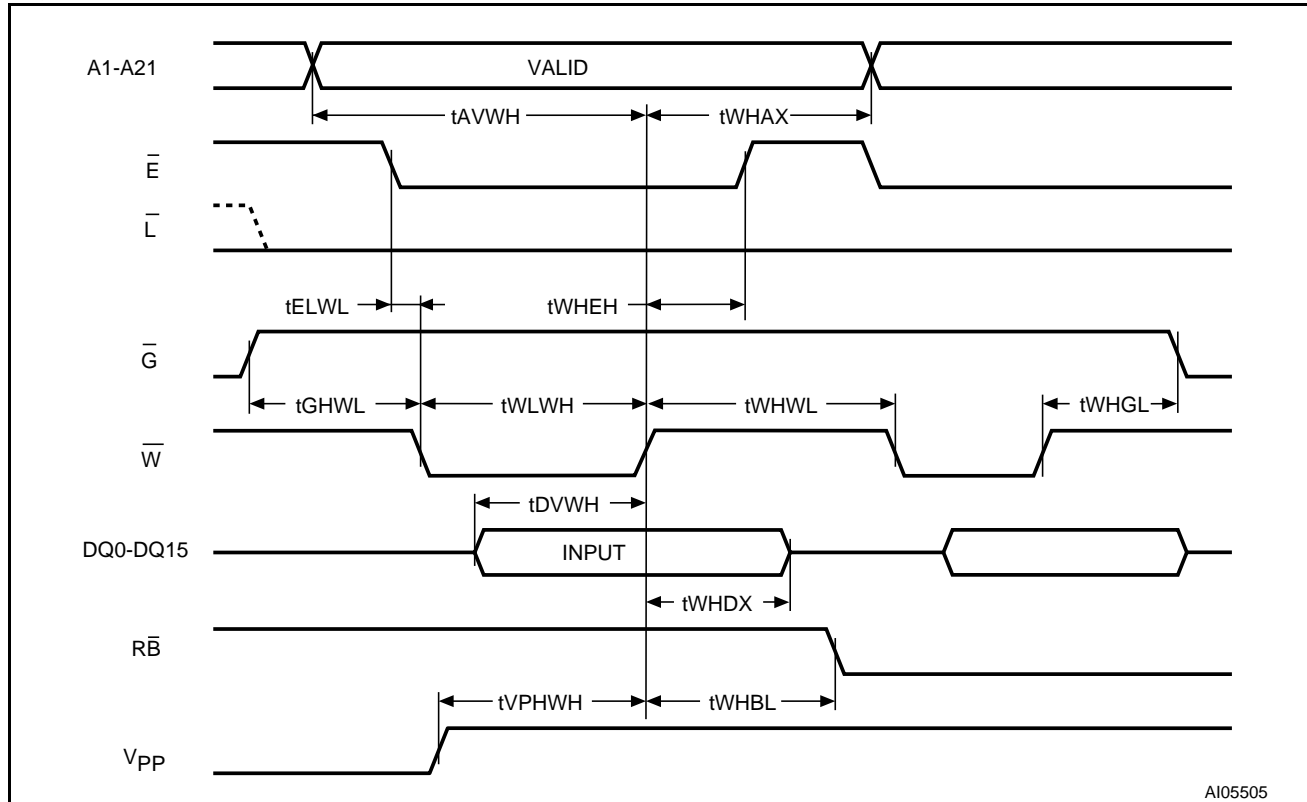 A1-A21
VALID
tAVWH
tWHAX
E̅
L̅
tELWL
tWHEH
G̅
tGHWL
tWLWH
tWHWL
tWHGL
W̅
tDVWH
DQ0-DQ15
INPUT
tWHDX
RB̅
tVPHWH
tWHBL
VPP
AI05505